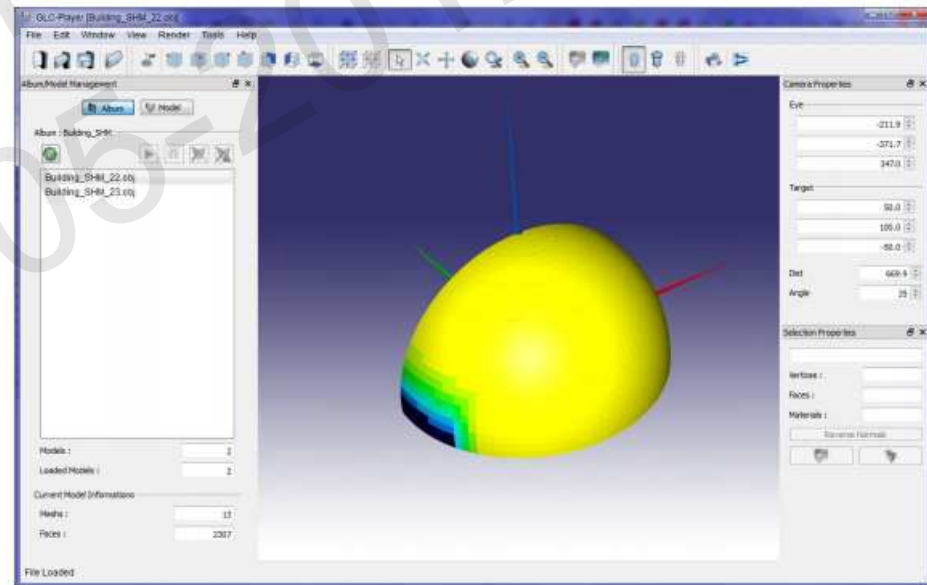 GLC-Player [Building_SHM_22.obj]
File Edit Window View Render Tools Help
Album/Model Management
Album Model
Album : Building_SHM
Building_SHM_22.obj
Building_SHM_23.obj
Models : 2
Loaded Models : 2
Current Model Informations
Meshs : 13
Faces : 2307
File Loaded
Camera Properties
Eye
-211.9
-371.7
347.0
Target
50.0
105.0
-50.0
Dist 669.9
Angle 35
Selection Properties
Vertices :
Faces :
Materials :
Reverse Normals